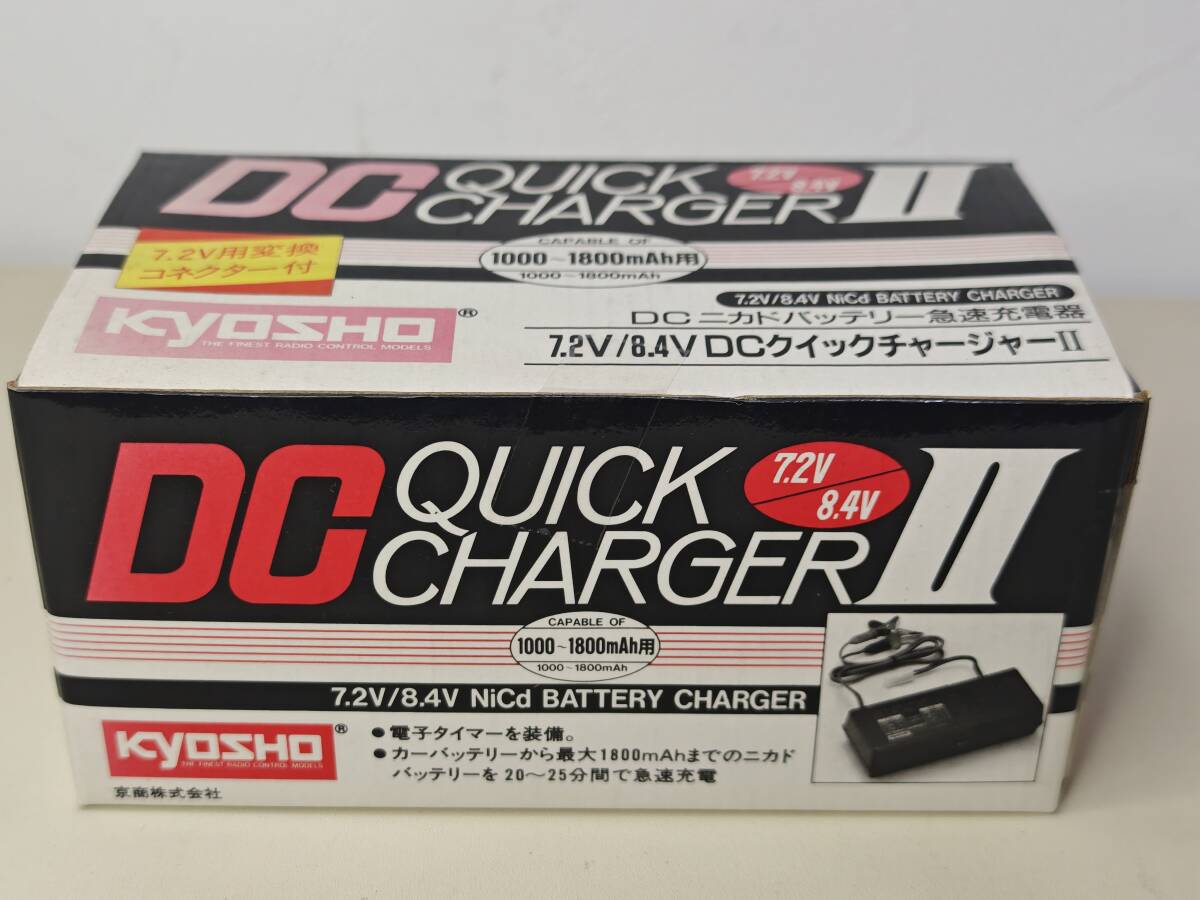 DC QUICK CHARGER II
7.2V
8.4V
CAPABLE OF
1000~1800mAh用
1000~1800mAh
7.2V用変換
コネクター付
KYOSHO®
THE FINEST RADIO CONTROL MODELS
7.2V/8.4V NiCd BATTERY CHARGER
DCニカドバッテリー急速充電器
7.2V/8.4V DCクイックチャージャーII
DC QUICK CHARGER II
7.2V
8.4V
CAPABLE OF
1000~1800mAh用
1000~1800mAh
7.2V/8.4V NiCd BATTERY CHARGER
KYOSHO®
THE FINEST RADIO CONTROL MODELS
京商株式会社
●電子タイマーを装備。
●カーバッテリーから最大1800mAhまでのニカド
バッテリーを20〜25分間で急速充電